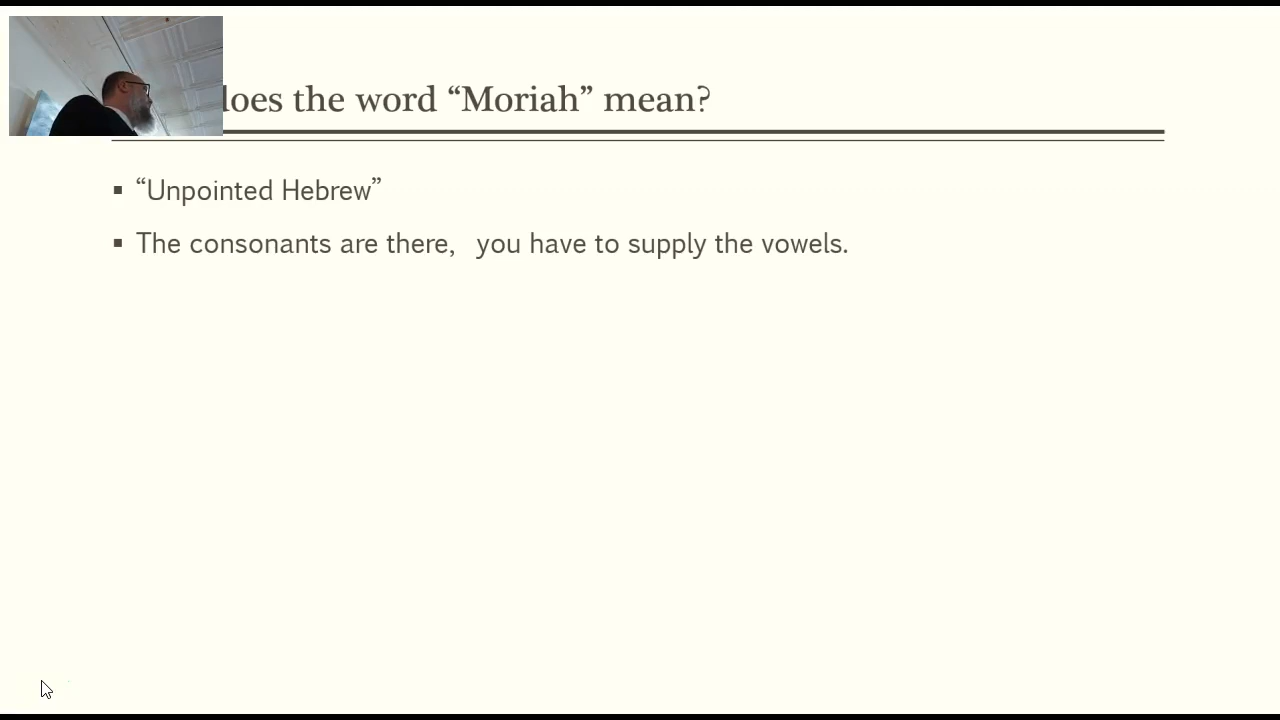 does the word “Moriah” mean?
“Unpointed Hebrew”
The consonants are there, you have to supply the vowels.